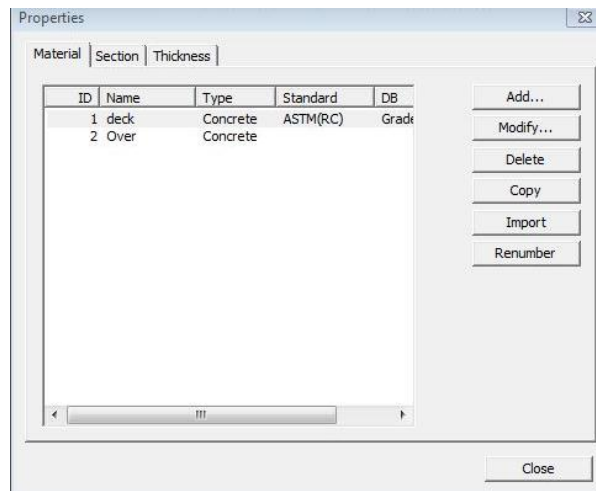 Properties
Material Section Thickness
ID Name Type Standard DB
1 deck Concrete ASTM(RC) Grade
2 Over Concrete
Add...
Modify...
Delete
Copy
Import
Renumber
Close